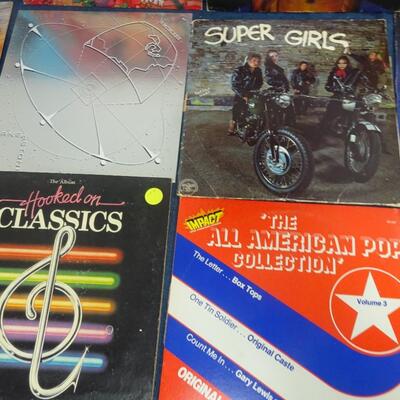 SUPER GIRLS
The Album
Hooked on
CLASSICS
IMPACT
"THE
ALL AMERICAN POP
COLLECTION"
The Letter... Box Tops
One Tin Soldier... Original Caste
Count Me In... Gary Lewis
ORIGINAL
Volume 3